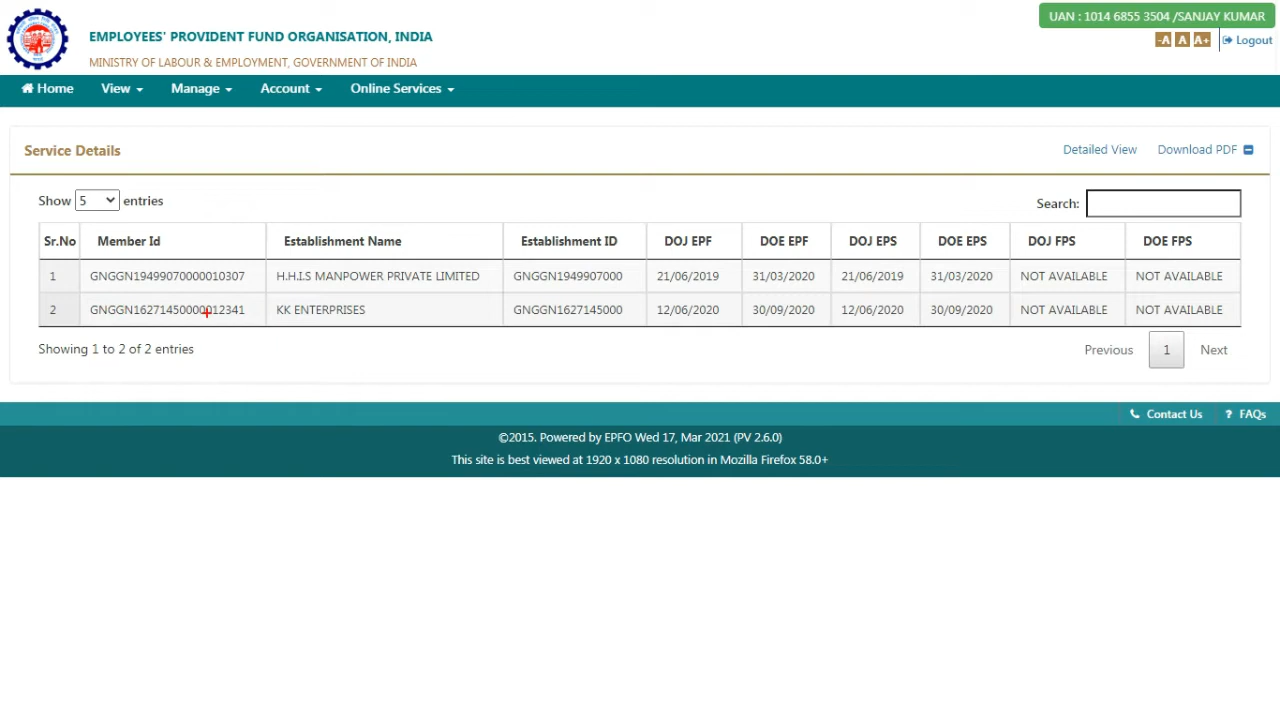 UAN : 1014 6855 3504 /SANJAY KUMAR
EMPLOYEES' PROVIDENT FUND ORGANISATION, INDIA
-A A A+ Logout
MINISTRY OF LABOUR & EMPLOYMENT, GOVERNMENT OF INDIA
Home View Manage Account Online Services
Service Details Detailed View Download PDF
Show 5 entries Search:
Sr.No Member Id Establishment Name Establishment ID DOJ EPF DOE EPF DOJ EPS DOE EPS DOJ FPS DOE FPS
1 GNGGN19499070000010307 H.H.I.S MANPOWER PRIVATE LIMITED GNGGN1949907000 21/06/2019 31/03/2020 21/06/2019 31/03/2020 NOT AVAILABLE NOT AVAILABLE
2 GNGGN16271450000012341 KK ENTERPRISES GNGGN1627145000 12/06/2020 30/09/2020 12/06/2020 30/09/2020 NOT AVAILABLE NOT AVAILABLE
Showing 1 to 2 of 2 entries Previous 1 Next
Contact Us ? FAQs
©2015. Powered by EPFO Wed 17, Mar 2021 (PV 2.6.0)
This site is best viewed at 1920 x 1080 resolution in Mozilla Firefox 58.0+